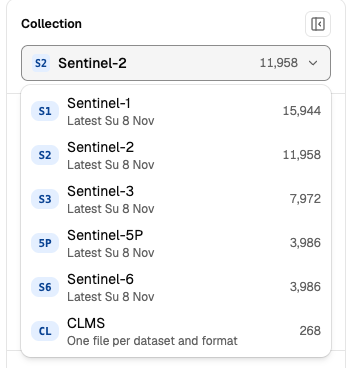 Collection
S2 Sentinel-2 11,958
S1 Sentinel-1 15,944
Latest Su 8 Nov
S2 Sentinel-2 11,958
Latest Su 8 Nov
S3 Sentinel-3 7,972
Latest Su 8 Nov
5P Sentinel-5P 3,986
Latest Su 8 Nov
S6 Sentinel-6 3,986
Latest Su 8 Nov
CL CLMS 268
One file per dataset and format